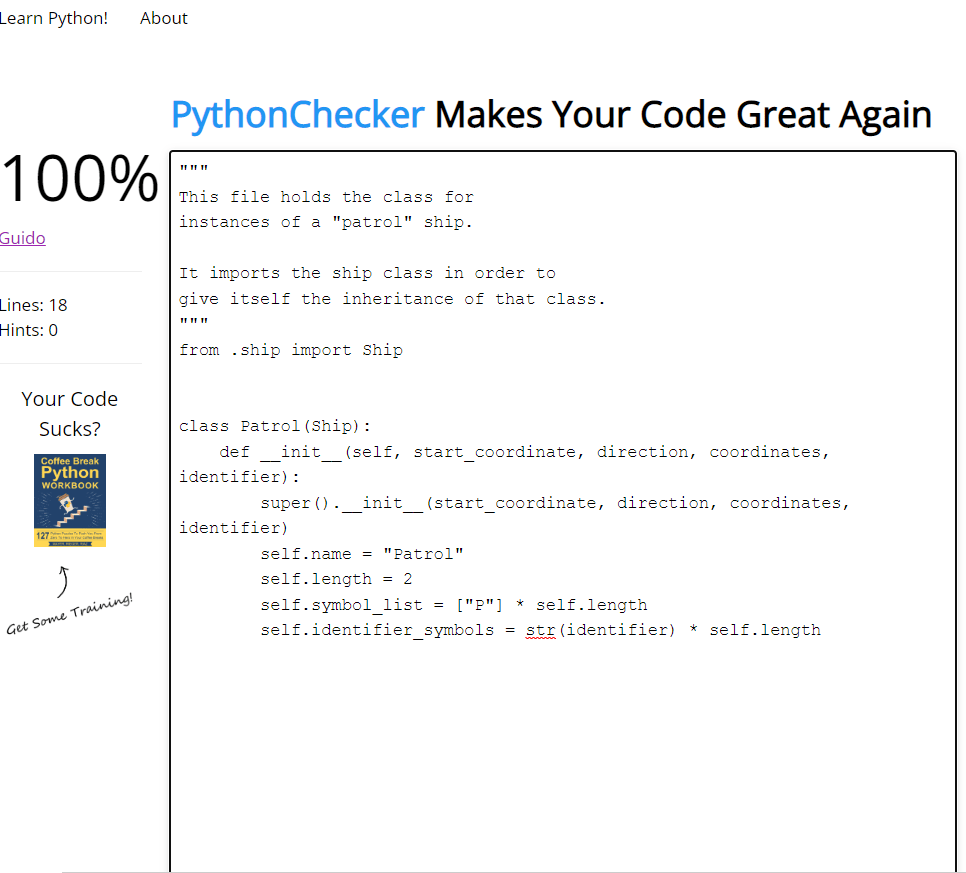 Learn Python! About
PythonChecker Makes Your Code Great Again
100%
Guido
Lines: 18
Hints: 0
Your Code
Sucks?
Coffee Break
Python
WORKBOOK
127
Get Some Training!
"""
This file holds the class for
instances of a "patrol" ship.
It imports the ship class in order to
give itself the inheritance of that class.
"""
from .ship import Ship
class Patrol(Ship):
    def __init__(self, start_coordinate, direction, coordinates,
identifier):
        super().__init__(start_coordinate, direction, coordinates,
identifier)
        self.name = "Patrol"
        self.length = 2
        self.symbol_list = ["P"] * self.length
        self.identifier_symbols = str(identifier) * self.length